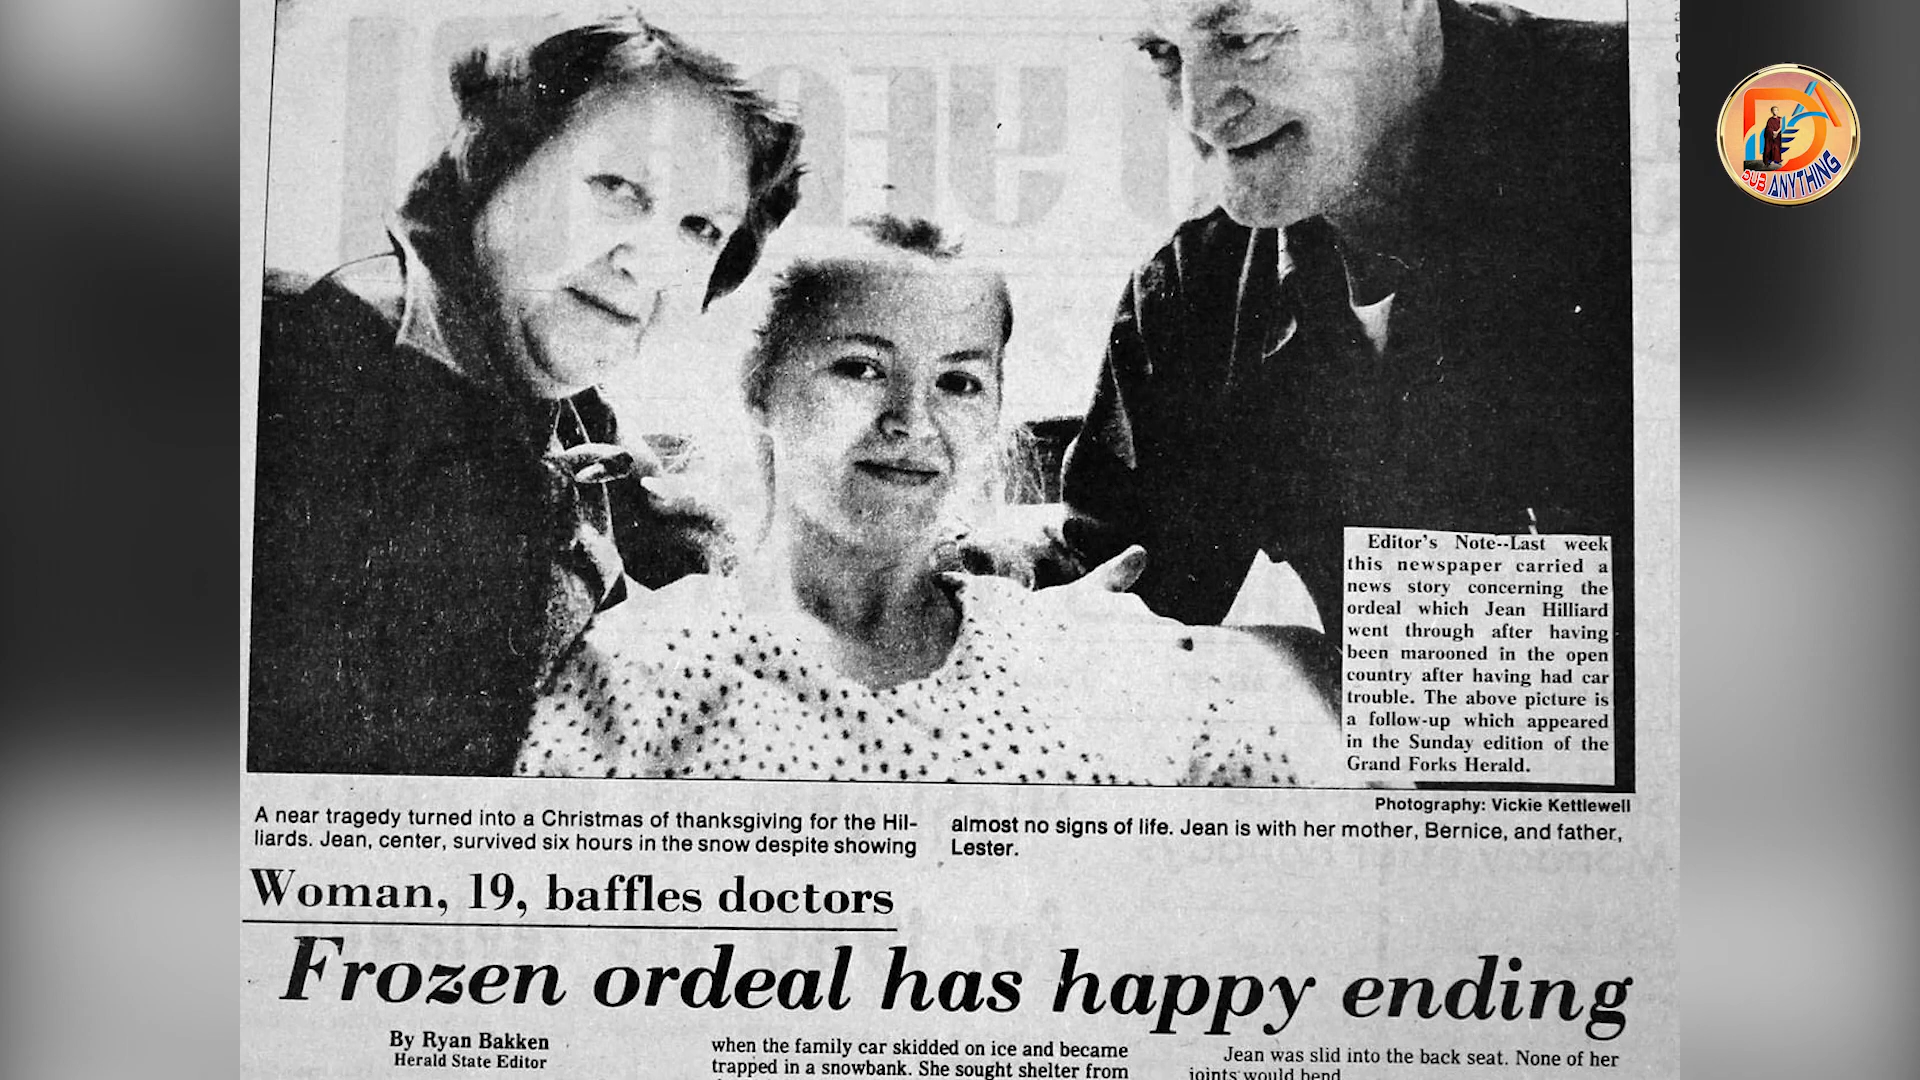 DUB ANYTHING
Editor's Note--Last week
this newspaper carried a
news story concerning the
ordeal which Jean Hilliard
went through after having
been marooned in the open
country after having had car
trouble. The above picture is
a follow-up which appeared
in the Sunday edition of the
Grand Forks Herald.
Photography: Vickie Kettlewell
A near tragedy turned into a Christmas of thanksgiving for the Hil-
liards. Jean, center, survived six hours in the snow despite showing
almost no signs of life. Jean is with her mother, Bernice, and father,
Lester.
Woman, 19, baffles doctors
Frozen ordeal has happy ending
By Ryan Bakken
Herald State Editor
when the family car skidded on ice and became
trapped in a snowbank. She sought shelter from
Jean was slid into the back seat. None of her
joints would bend